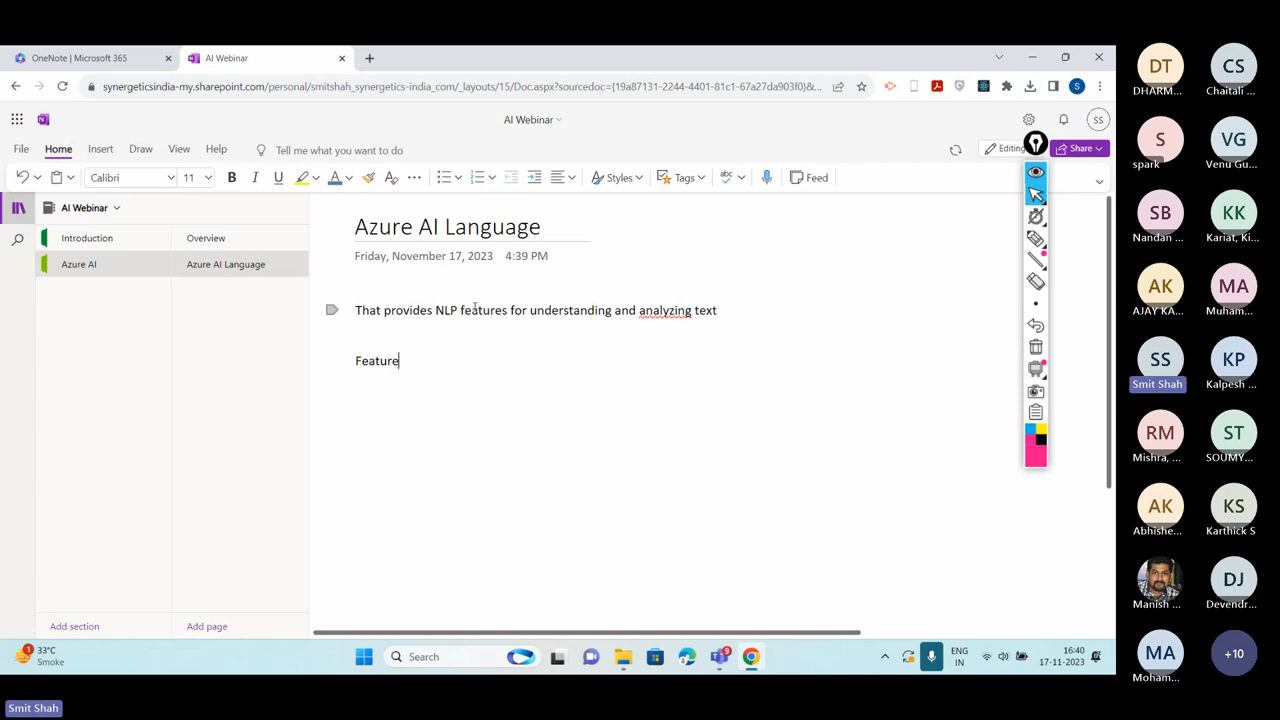 OneNote | Microsoft 365
AI Webinar
synergeticsindia-my.sharepoint.com/personal/smitshah_synergetics-india_com/_layouts/15/Doc.aspx?sourcedoc={19a87131-2244-4401-81c1-67a27da903f0}&...
S
AI Webinar
SS
File Home Insert Draw View Help Tell me what you want to do
Editing
Share
Calibri 11 B I U A Styles Tags abc Feed
AI Webinar
Introduction
Overview
Azure AI
Azure AI Language
Azure AI Language
Friday, November 17, 2023 4:39 PM
That provides NLP features for understanding and analyzing text
Feature
Add section
Add page
1
33°C
Smoke
Search
9
ENG
IN
16:40
17-11-2023
DT
DHARM...
CS
Chaitali ...
S
spark
VG
Venu Gu...
SB
Nandan ...
KK
Kariat, Ki...
AK
AJAY KA...
MA
Muham...
SS
Smit Shah
KP
Kalpesh ...
RM
Mishra, ...
ST
SOUMY...
AK
Abhishe...
KS
Karthick S
Manish ...
DJ
Devendr...
MA
Moham...
+10
Smit Shah